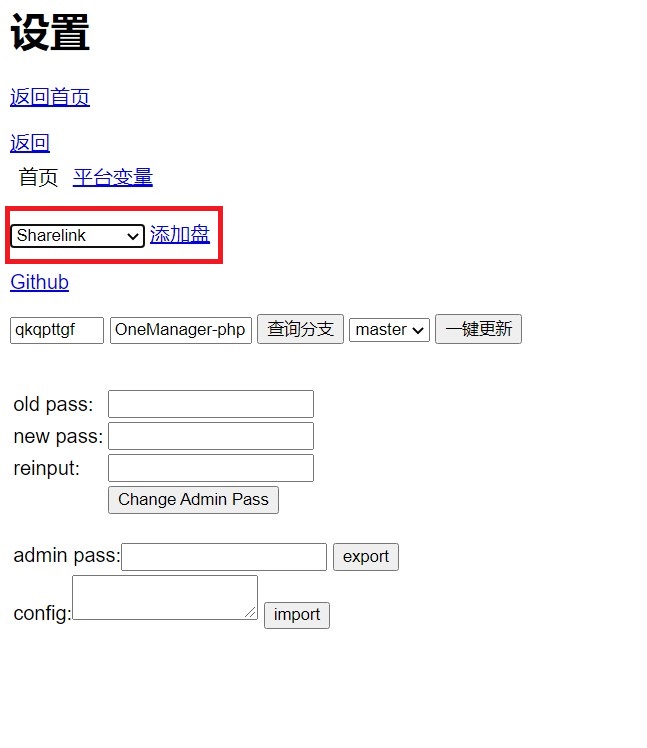 设置
返回首页
返回
首页 平台变量
Sharelink 添加盘
Github
qkqpttgf OneManager-php 查询分支 master 一键更新
old pass:
new pass:
reinput:
Change Admin Pass
admin pass: export
config: import